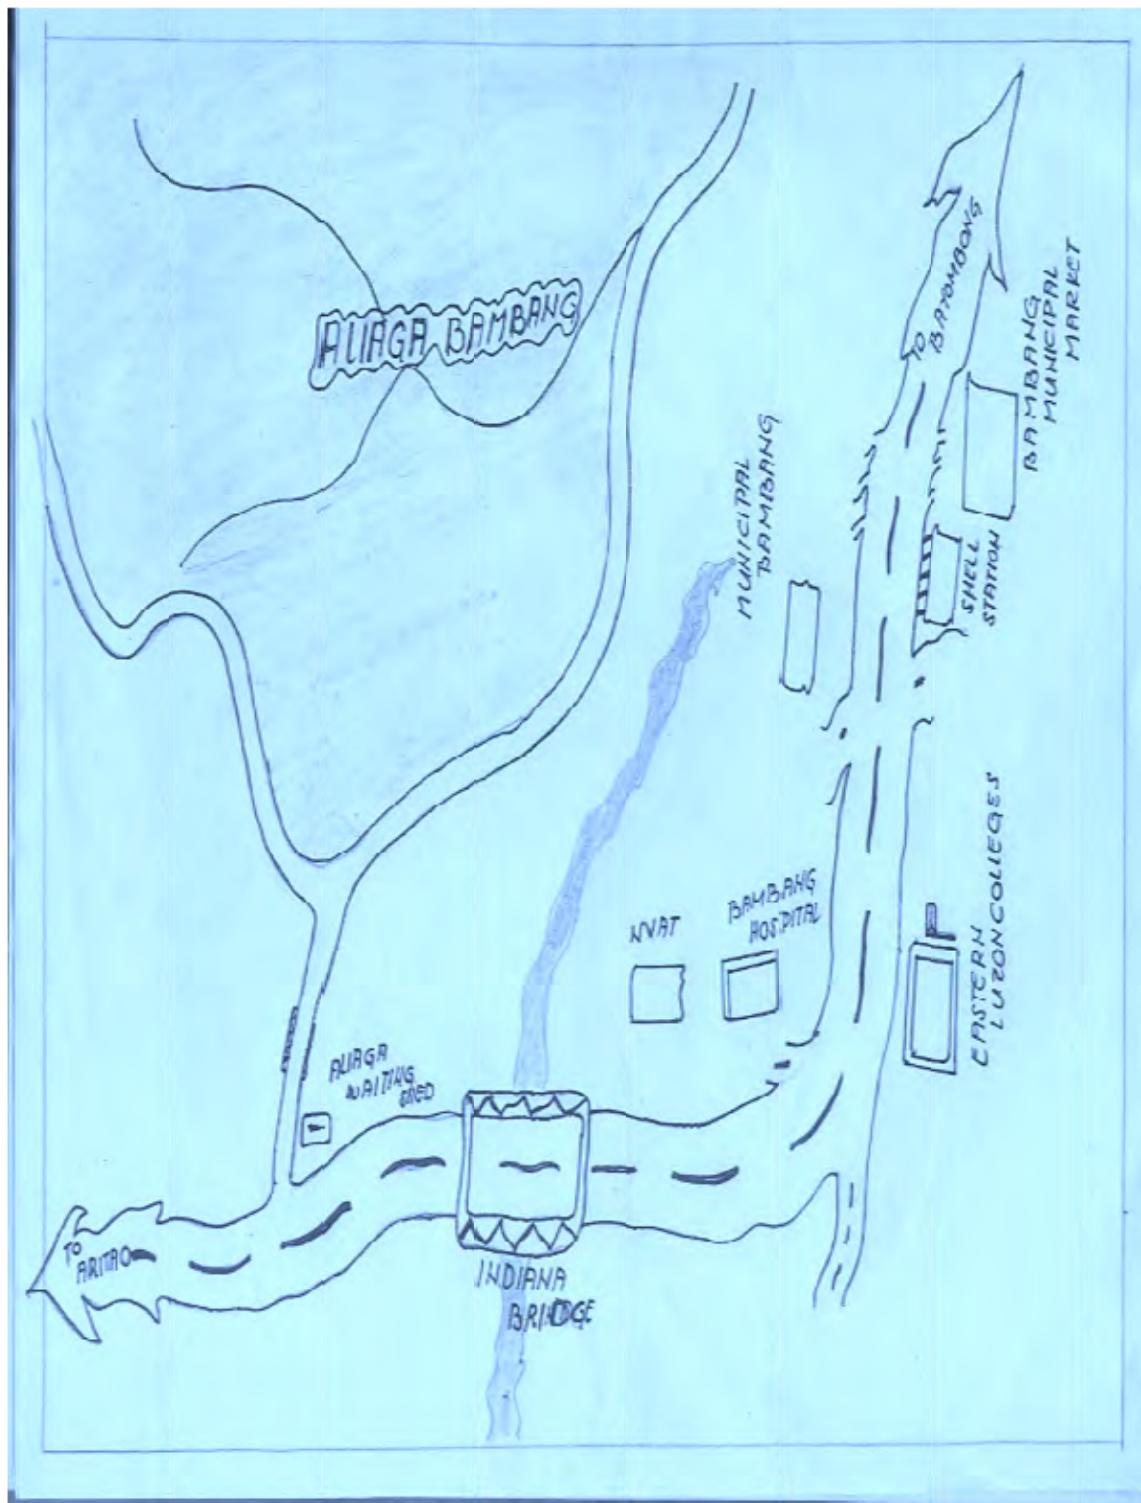 ALIAGA BAMBANG
TO
BAYOMBONG
BAMBANG
MUNICIPAL
MARKET
MUNICIPAL
BAMBANG
SHELL
STATION
NVAT
BAMBANG
HOSPITAL
EASTERN
LUZON COLLEGES
ALIAGA
WAITING
SHED
TO
ARITAO
INDIANA
BRIDGE